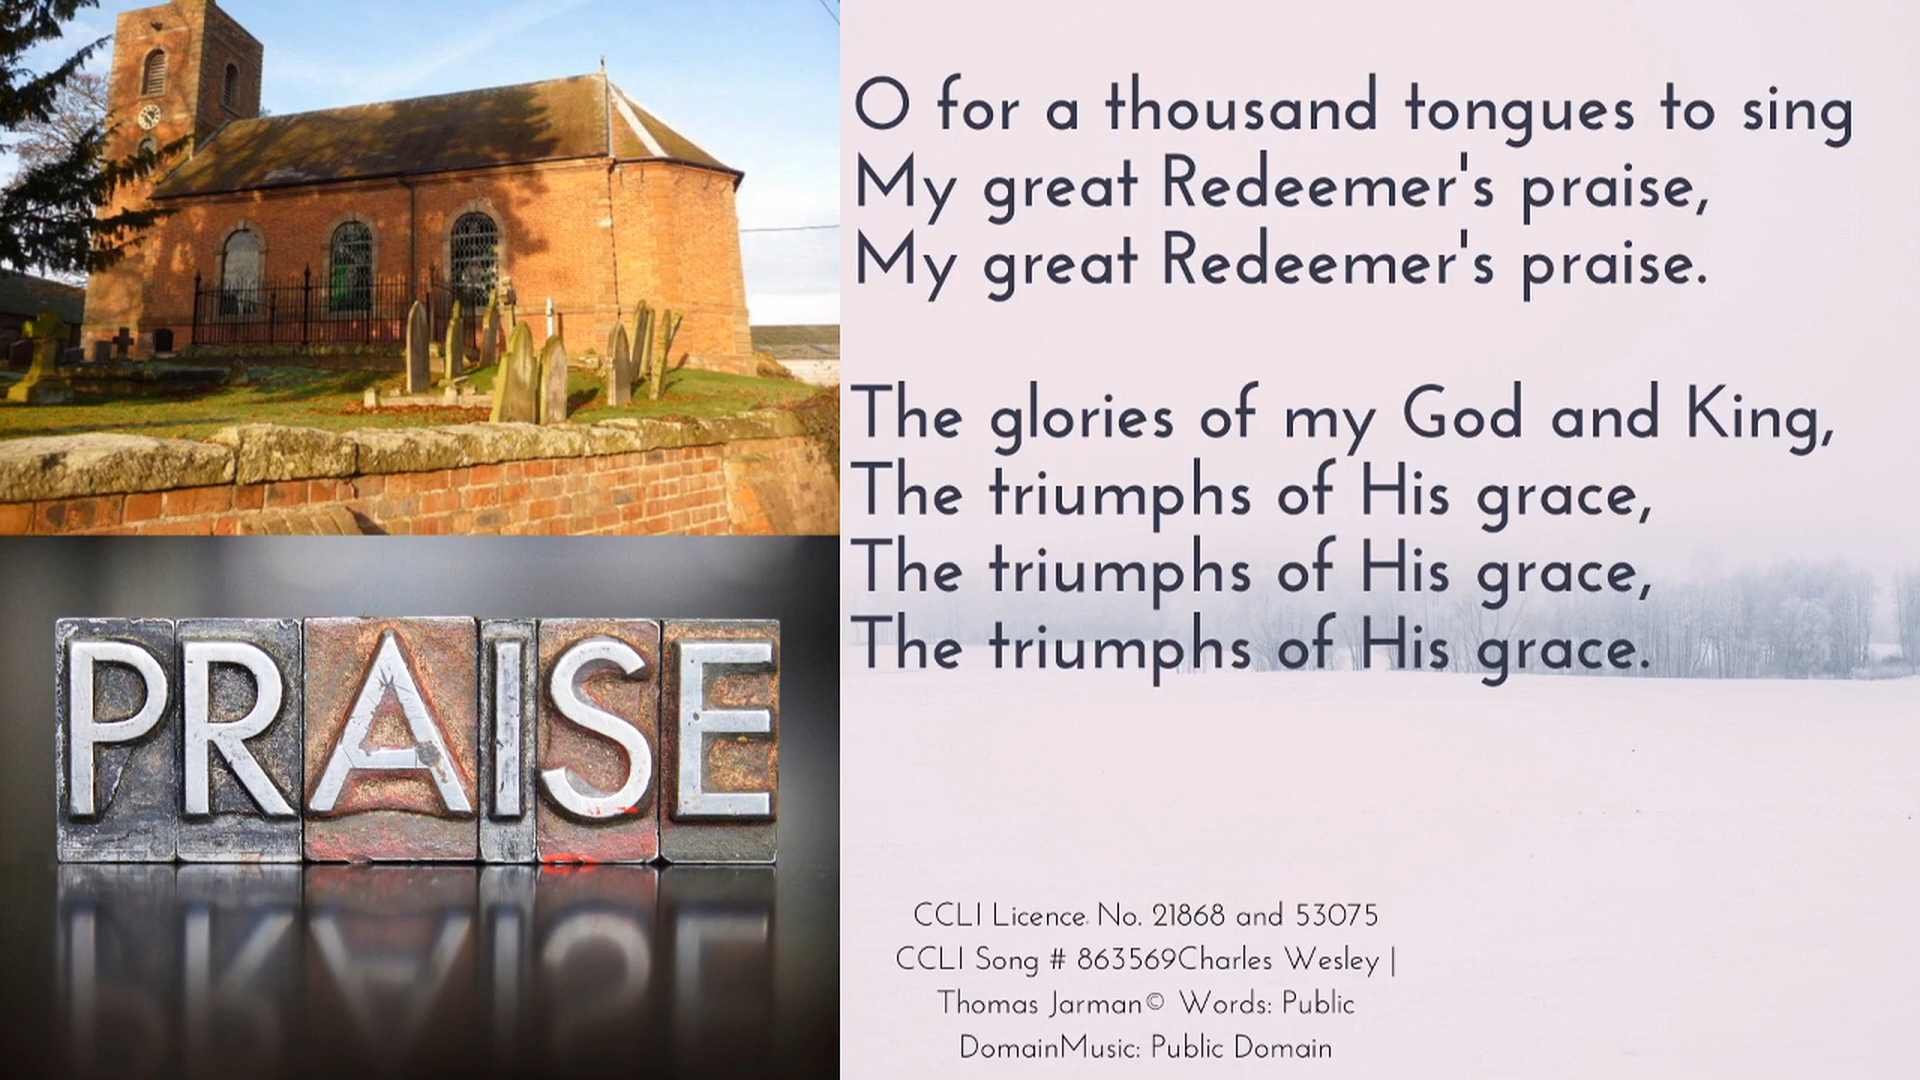 O for a thousand tongues to sing
My great Redeemer's praise,
My great Redeemer's praise.
The glories of my God and King,
The triumphs of His grace,
The triumphs of His grace,
The triumphs of His grace.
PRAISE
CCLI Licence No. 21868 and 53075
CCLI Song # 863569Charles Wesley |
Thomas Jarman© Words: Public
DomainMusic: Public Domain